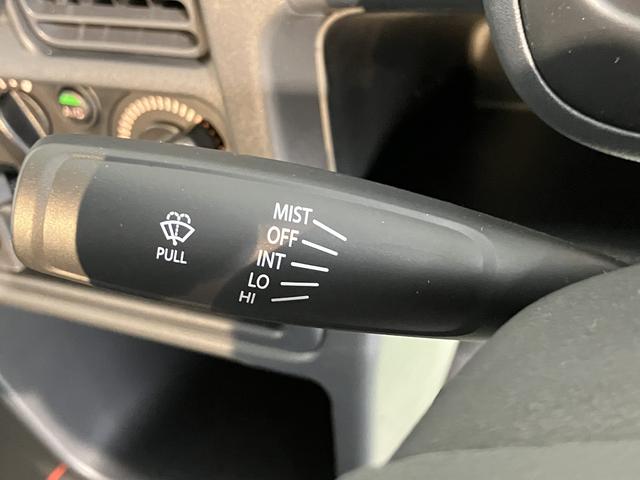 MIST
OFF
INT
LO
HI
PULL
A/C